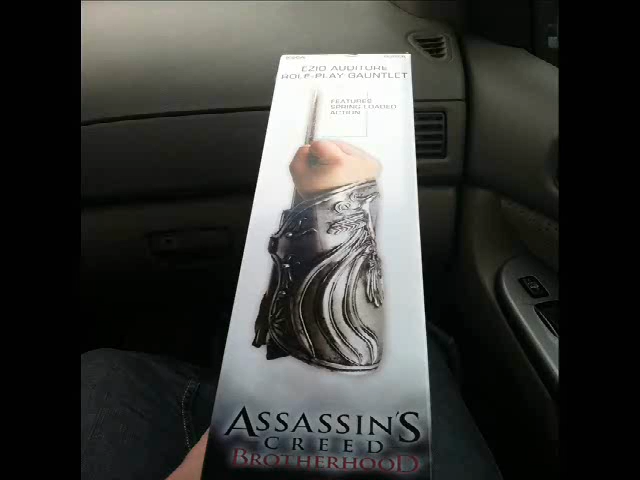 EZIO AUDITORE
ROLE-PLAY GAUNTLET
FEATURES
SPRING LOADED
ACTION
ASSASSIN'S
CREED
BROTHERHOOD